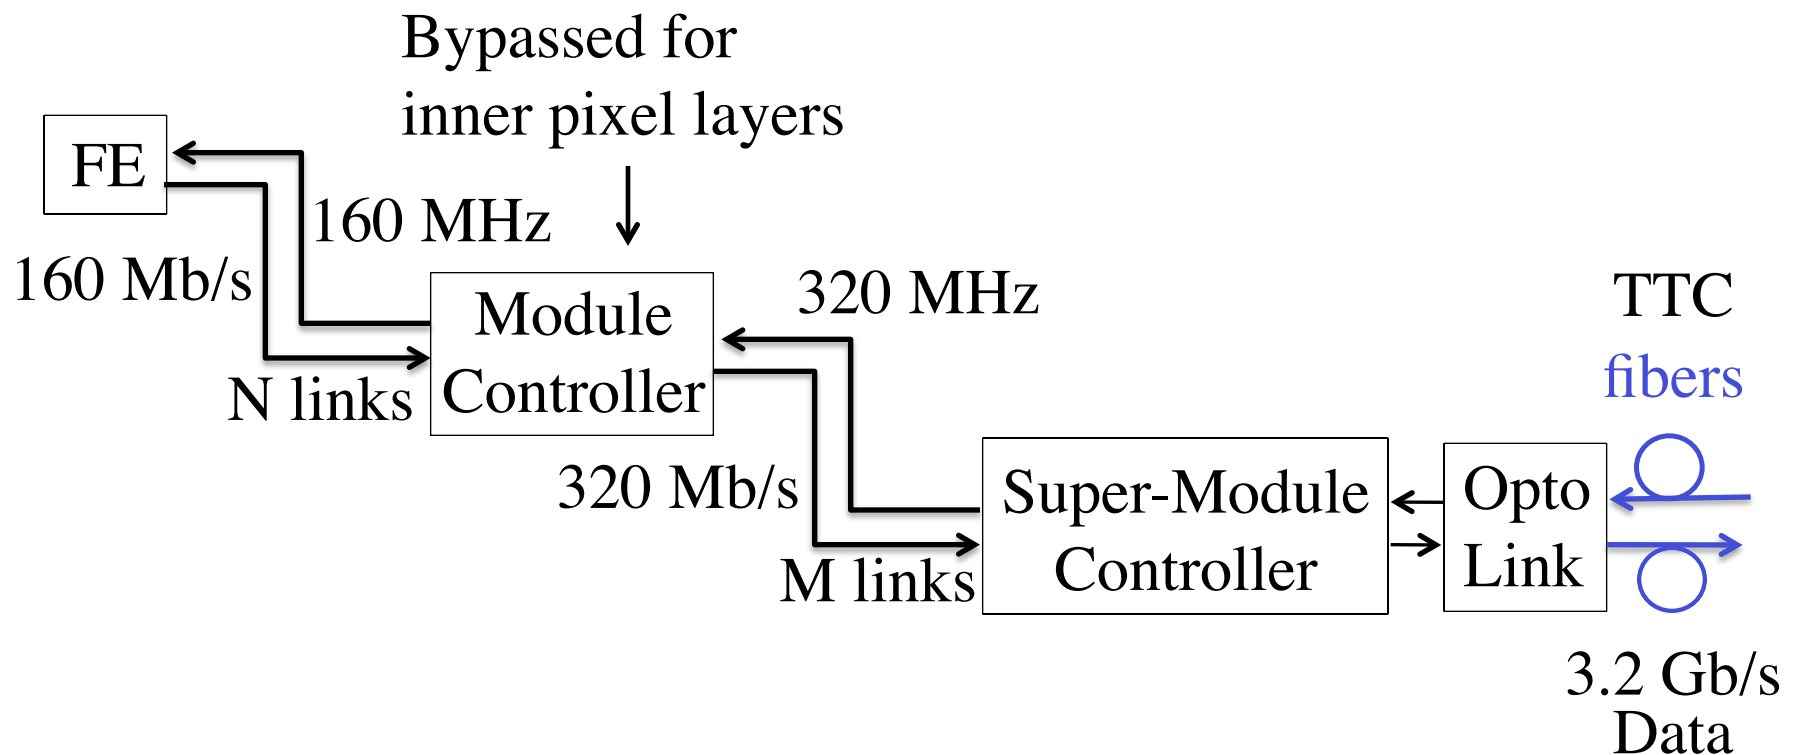 Bypassed for
inner pixel layers
FE
160 MHz
160 Mb/s
N links
Module
Controller
320 MHz
320 Mb/s
M links
Super-Module
Controller
Opto
Link
TTC
fibers
3.2 Gb/s
Data